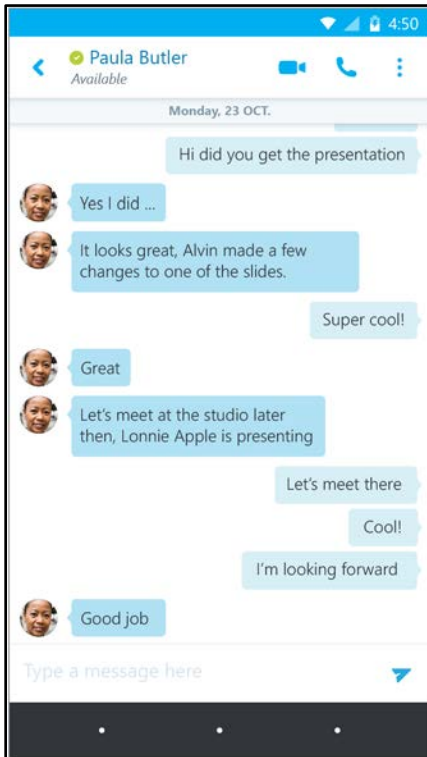 4:50
Paula Butler
Available
Monday, 23 OCT.
Hi did you get the presentation
Yes I did ...
It looks great, Alvin made a few
changes to one of the slides.
Super cool!
Great
Let's meet at the studio later
then, Lonnie Apple is presenting
Let's meet there
Cool!
I'm looking forward
Good job
Type a message here